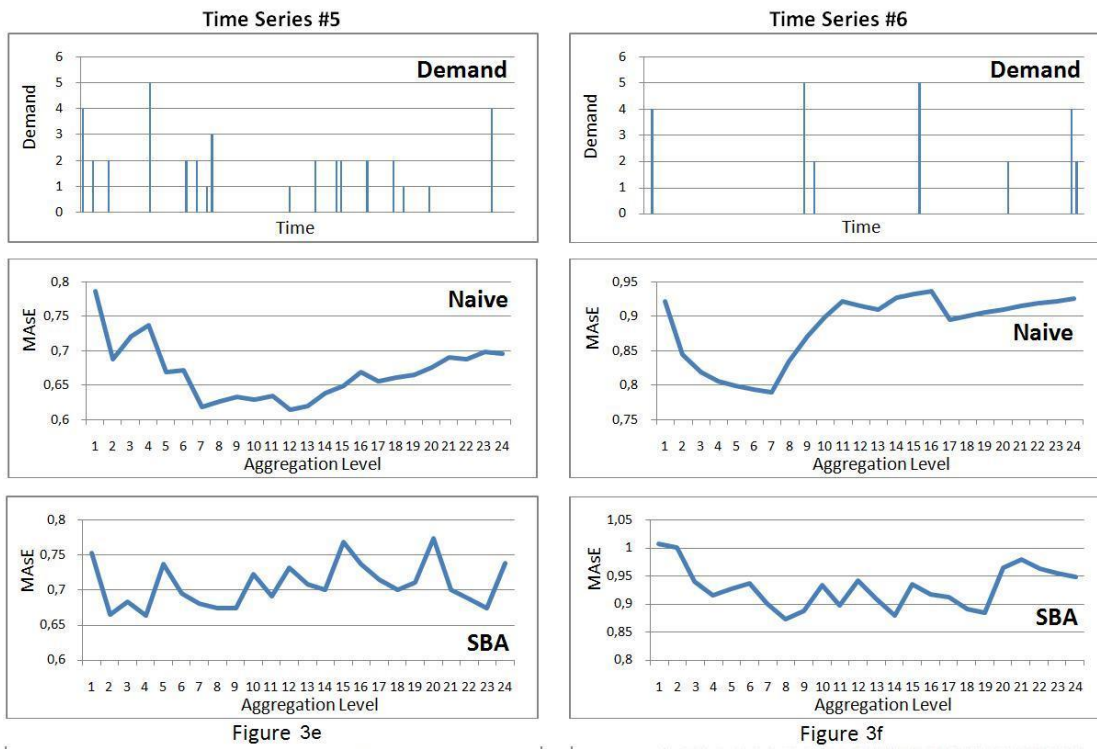 Time Series #5
Demand
6
5
4
3
2
1
0
Demand
Time
Time Series #6
Demand
6
5
4
3
2
1
0
Demand
Time
Naive
0,8
0,75
0,7
0,65
0,6
MAsE
1 2 3 4 5 6 7 8 9 10 11 12 13 14 15 16 17 18 19 20 21 22 23 24
Aggregation Level
Naive
0,95
0,9
0,85
0,8
0,75
MAsE
1 2 3 4 5 6 7 8 9 10 11 12 13 14 15 16 17 18 19 20 21 22 23 24
Aggregation Level
0,8
0,75
0,7
0,65
0,6
MAsE
SBA
1 2 3 4 5 6 7 8 9 10 11 12 13 14 15 16 17 18 19 20 21 22 23 24
Aggregation Level
Figure 3e
1,05
1
0,95
0,9
0,85
0,8
MAsE
SBA
1 2 3 4 5 6 7 8 9 10 11 12 13 14 15 16 17 18 19 20 21 22 23 24
Aggregation Level
Figure 3f